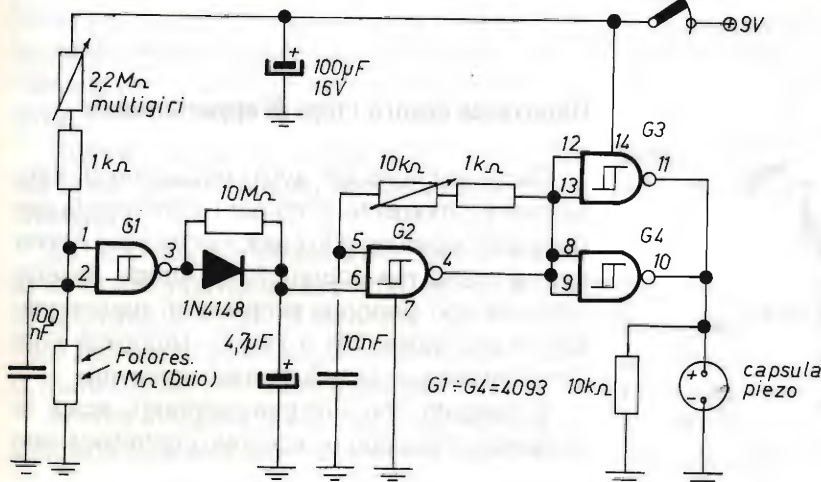 ⊕9V
2,2MΩ
multigiri
+
100µF
16V
1kΩ
14
G3
12
13
11
10kΩ
1kΩ
10MΩ
G1
1
2
3
1N4148
G2
5
6
4
7
8
9
G4
10
100
nF
Fotores.
1MΩ (buio)
4,7µF
+
10nF
G1÷G4=4093
10kΩ
+
-
capsula
piezo